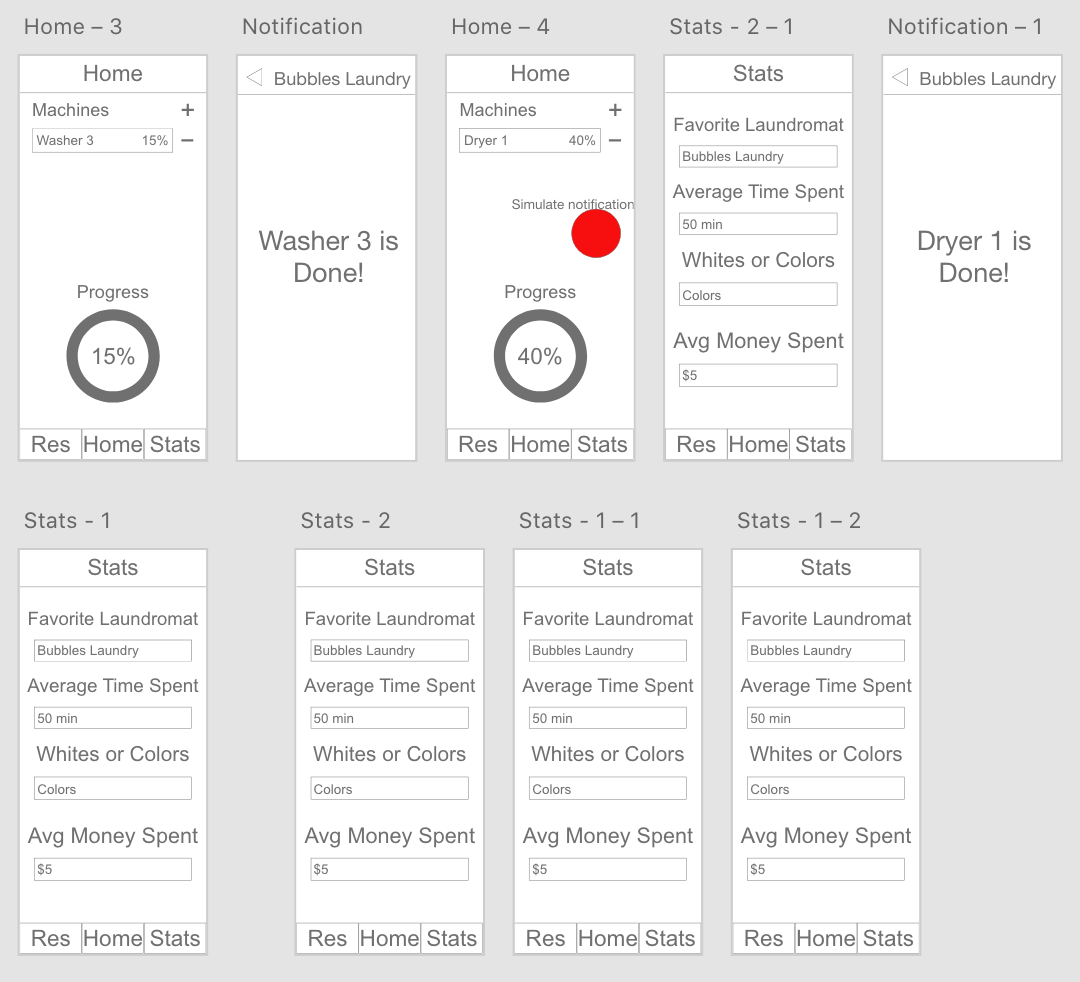 Home – 3
Home
Machines +
Washer 3 15% –
Progress
15%
Res Home Stats
Notification
Bubbles Laundry
Washer 3 is
Done!
Home – 4
Home
Machines +
Dryer 1 40% –
Simulate notification
Progress
40%
Res Home Stats
Stats - 2 – 1
Stats
Favorite Laundromat
Bubbles Laundry
Average Time Spent
50 min
Whites or Colors
Colors
Avg Money Spent
$5
Res Home Stats
Notification – 1
Bubbles Laundry
Dryer 1 is
Done!
Stats - 1
Stats
Favorite Laundromat
Bubbles Laundry
Average Time Spent
50 min
Whites or Colors
Colors
Avg Money Spent
$5
Res Home Stats
Stats - 2
Stats
Favorite Laundromat
Bubbles Laundry
Average Time Spent
50 min
Whites or Colors
Colors
Avg Money Spent
$5
Res Home Stats
Stats - 1 – 1
Stats
Favorite Laundromat
Bubbles Laundry
Average Time Spent
50 min
Whites or Colors
Colors
Avg Money Spent
$5
Res Home Stats
Stats - 1 – 2
Stats
Favorite Laundromat
Bubbles Laundry
Average Time Spent
50 min
Whites or Colors
Colors
Avg Money Spent
$5
Res Home Stats